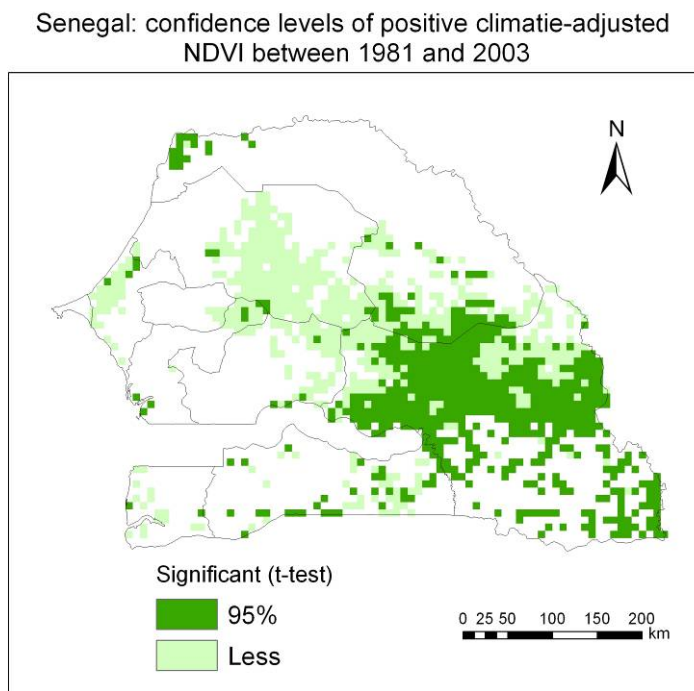 Senegal: confidence levels of positive climatie-adjusted
NDVI between 1981 and 2003
N
Significant (t-test)
95%
Less
0 25 50 100 150 200
km